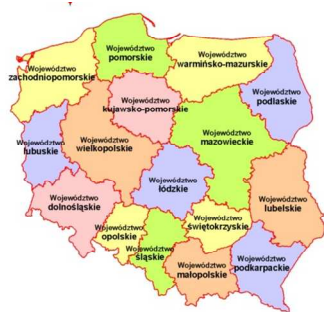 Województwo
pomorskie
Województwo
zachodniopomorskie
Województwo
warmińsko-mazurskie
Województwo
podlaskie
Województwo
kujawsko-pomorskie
Województwo
mazowieckie
Województwo
lubuskie
Województwo
wielkopolskie
Województwo
łódzkie
Województwo
lubelskie
Województwo
dolnośląskie
Województwo
opolskie
Województwo
śląskie
Województwo
świętokrzyskie
Województwo
małopolskie
Województwo
podkarpackie